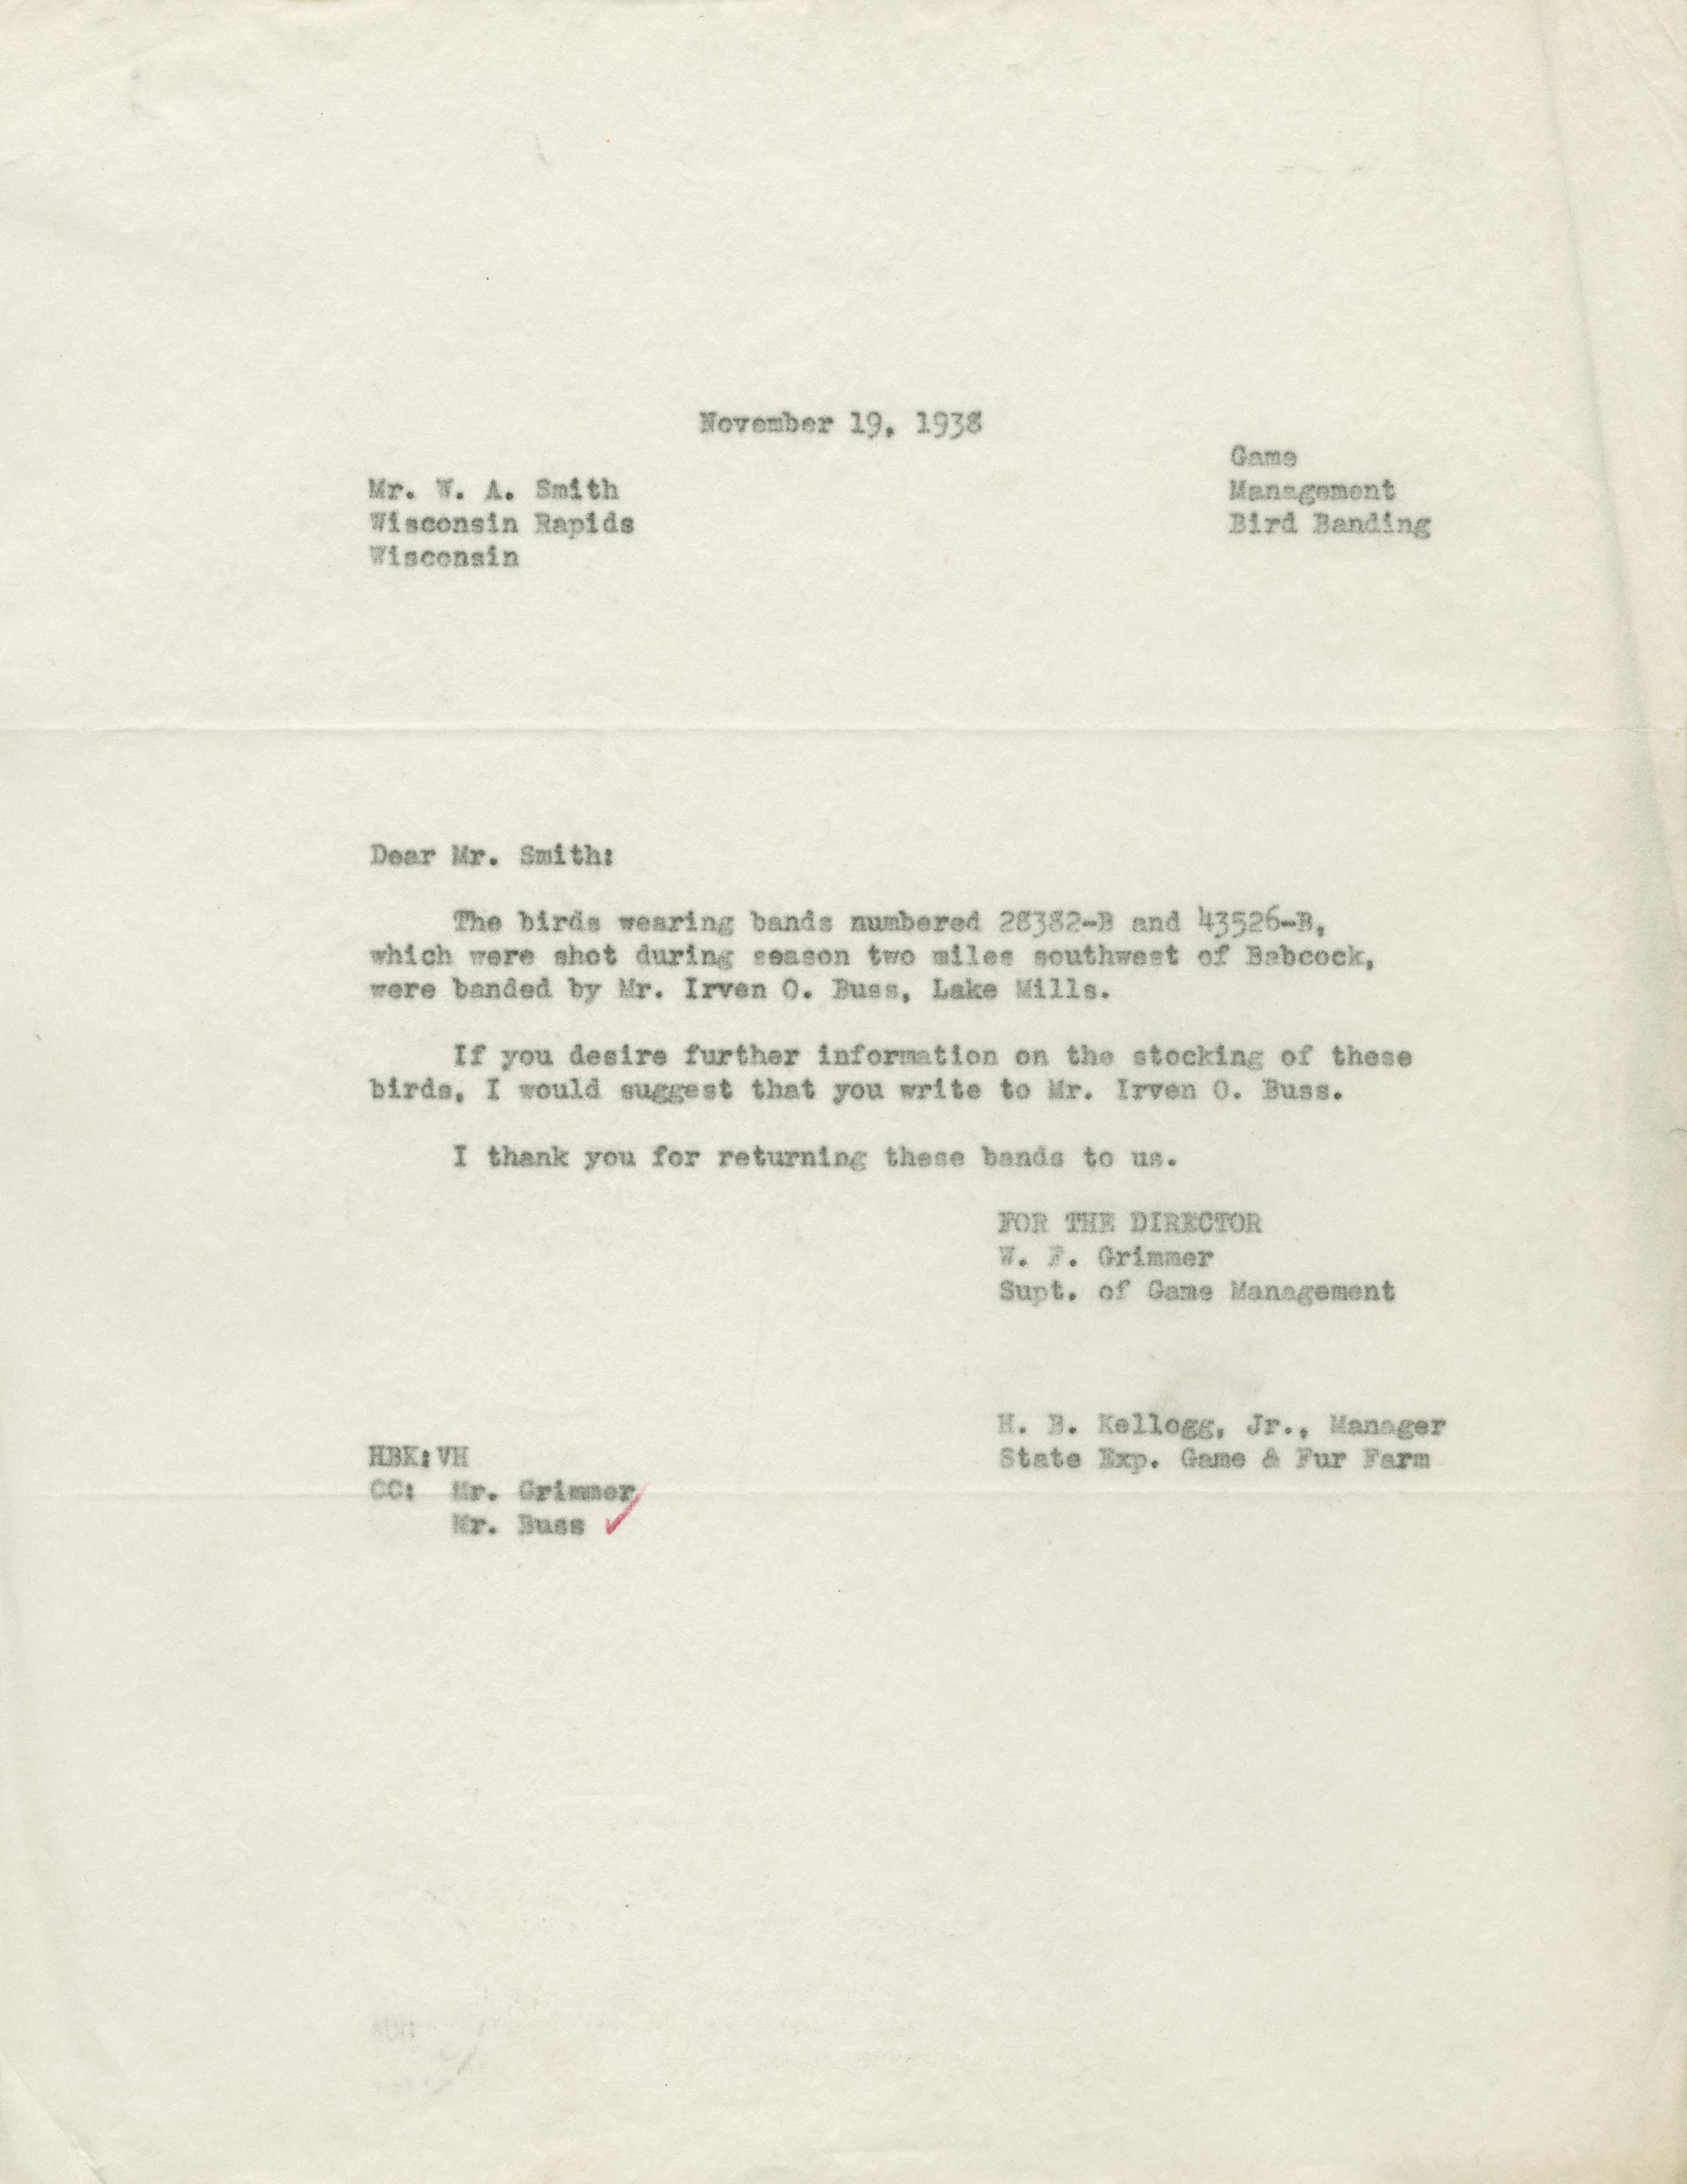 November 19, 1938
Game
Mr. W. A. Smith
Management
Wisconsin Rapids
Bird Banding
Wisconsin
Dear Mr. Smith:
The birds wearing bands numbered 28382-B and 43526-B,
which were shot during season two miles southwest of Babcock,
were banded by Mr. Irven O. Buss, Lake Mills.
If you desire further information on the stocking of these
birds, I would suggest that you write to Mr. Irven O. Buss.
I thank you for returning these bands to us.
FOR THE DIRECTOR
W. F. Grimmer
Supt. of Game Management
H. B. Kellogg, Jr., Manager
State Exp. Game & Fur Farm
HBK:VH
CC: Mr. Grimmer
Mr. Buss